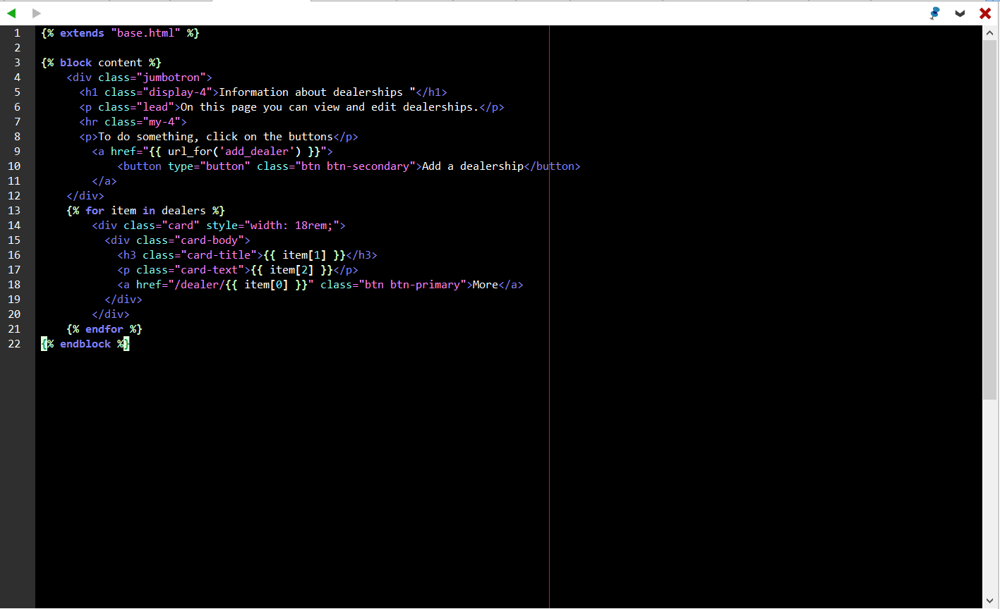 1 {% extends "base.html" %}
2
3 {% block content %}
4     <div class="jumbotron">
5       <h1 class="display-4">Information about dealerships "</h1>
6       <p class="lead">On this page you can view and edit dealerships.</p>
7       <hr class="my-4">
8       <p>To do something, click on the buttons</p>
9         <a href="{{ url_for('add_dealer') }}">
10             <button type="button" class="btn btn-secondary">Add a dealership</button>
11         </a>
12     </div>
13     {% for item in dealers %}
14         <div class="card" style="width: 18rem;">
15           <div class="card-body">
16             <h3 class="card-title">{{ item[1] }}</h3>
17             <p class="card-text">{{ item[2] }}</p>
18             <a href="/dealer/{{ item[0] }}" class="btn btn-primary">More</a>
19           </div>
20         </div>
21     {% endfor %}
22 {% endblock %}